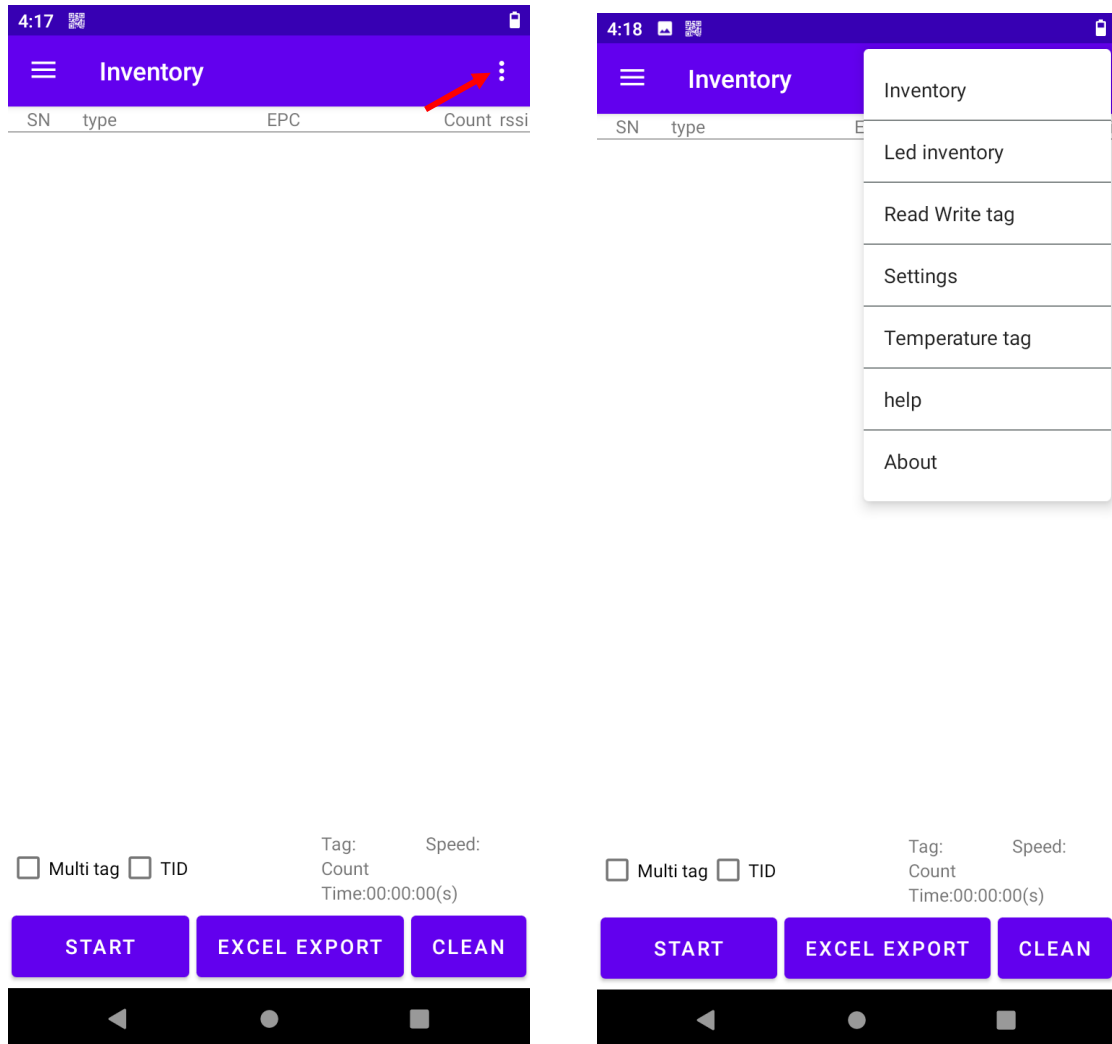 4:17
Inventory
SN type EPC Count rssi
Tag: Speed:
Multi tag TID Count
Time:00:00:00(s)
START EXCEL EXPORT CLEAN
4:18
Inventory
SN type E
Inventory
Led inventory
Read Write tag
Settings
Temperature tag
help
About
Tag: Speed:
Multi tag TID Count
Time:00:00:00(s)
START EXCEL EXPORT CLEAN